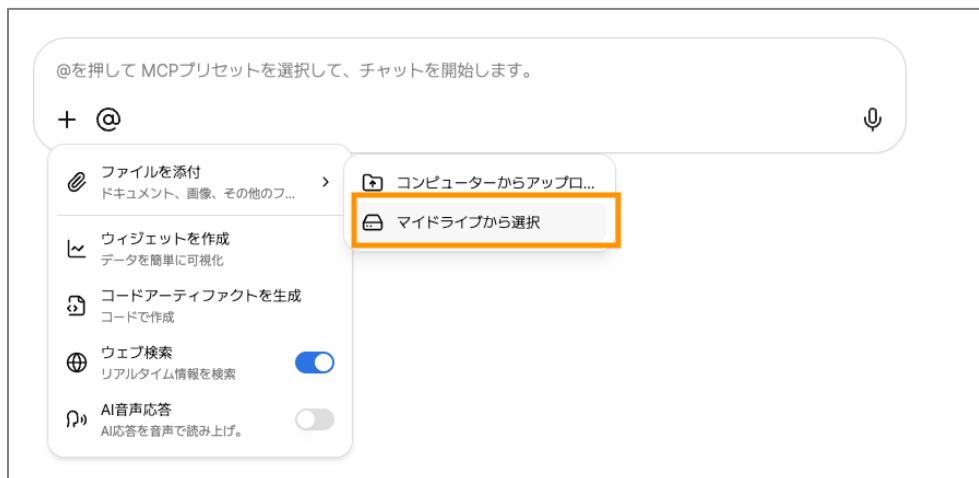 @を押して MCPプリセットを選択して、チャットを開始します。
ファイルを添付
ドキュメント、画像、その他のフ...
コンピューターからアップロ...
マイドライブから選択
ウィジェットを作成
データを簡単に可視化
コードアーティファクトを生成
コードで作成
ウェブ検索
リアルタイム情報を検索
AI音声応答
AI応答を音声で読み上げ。